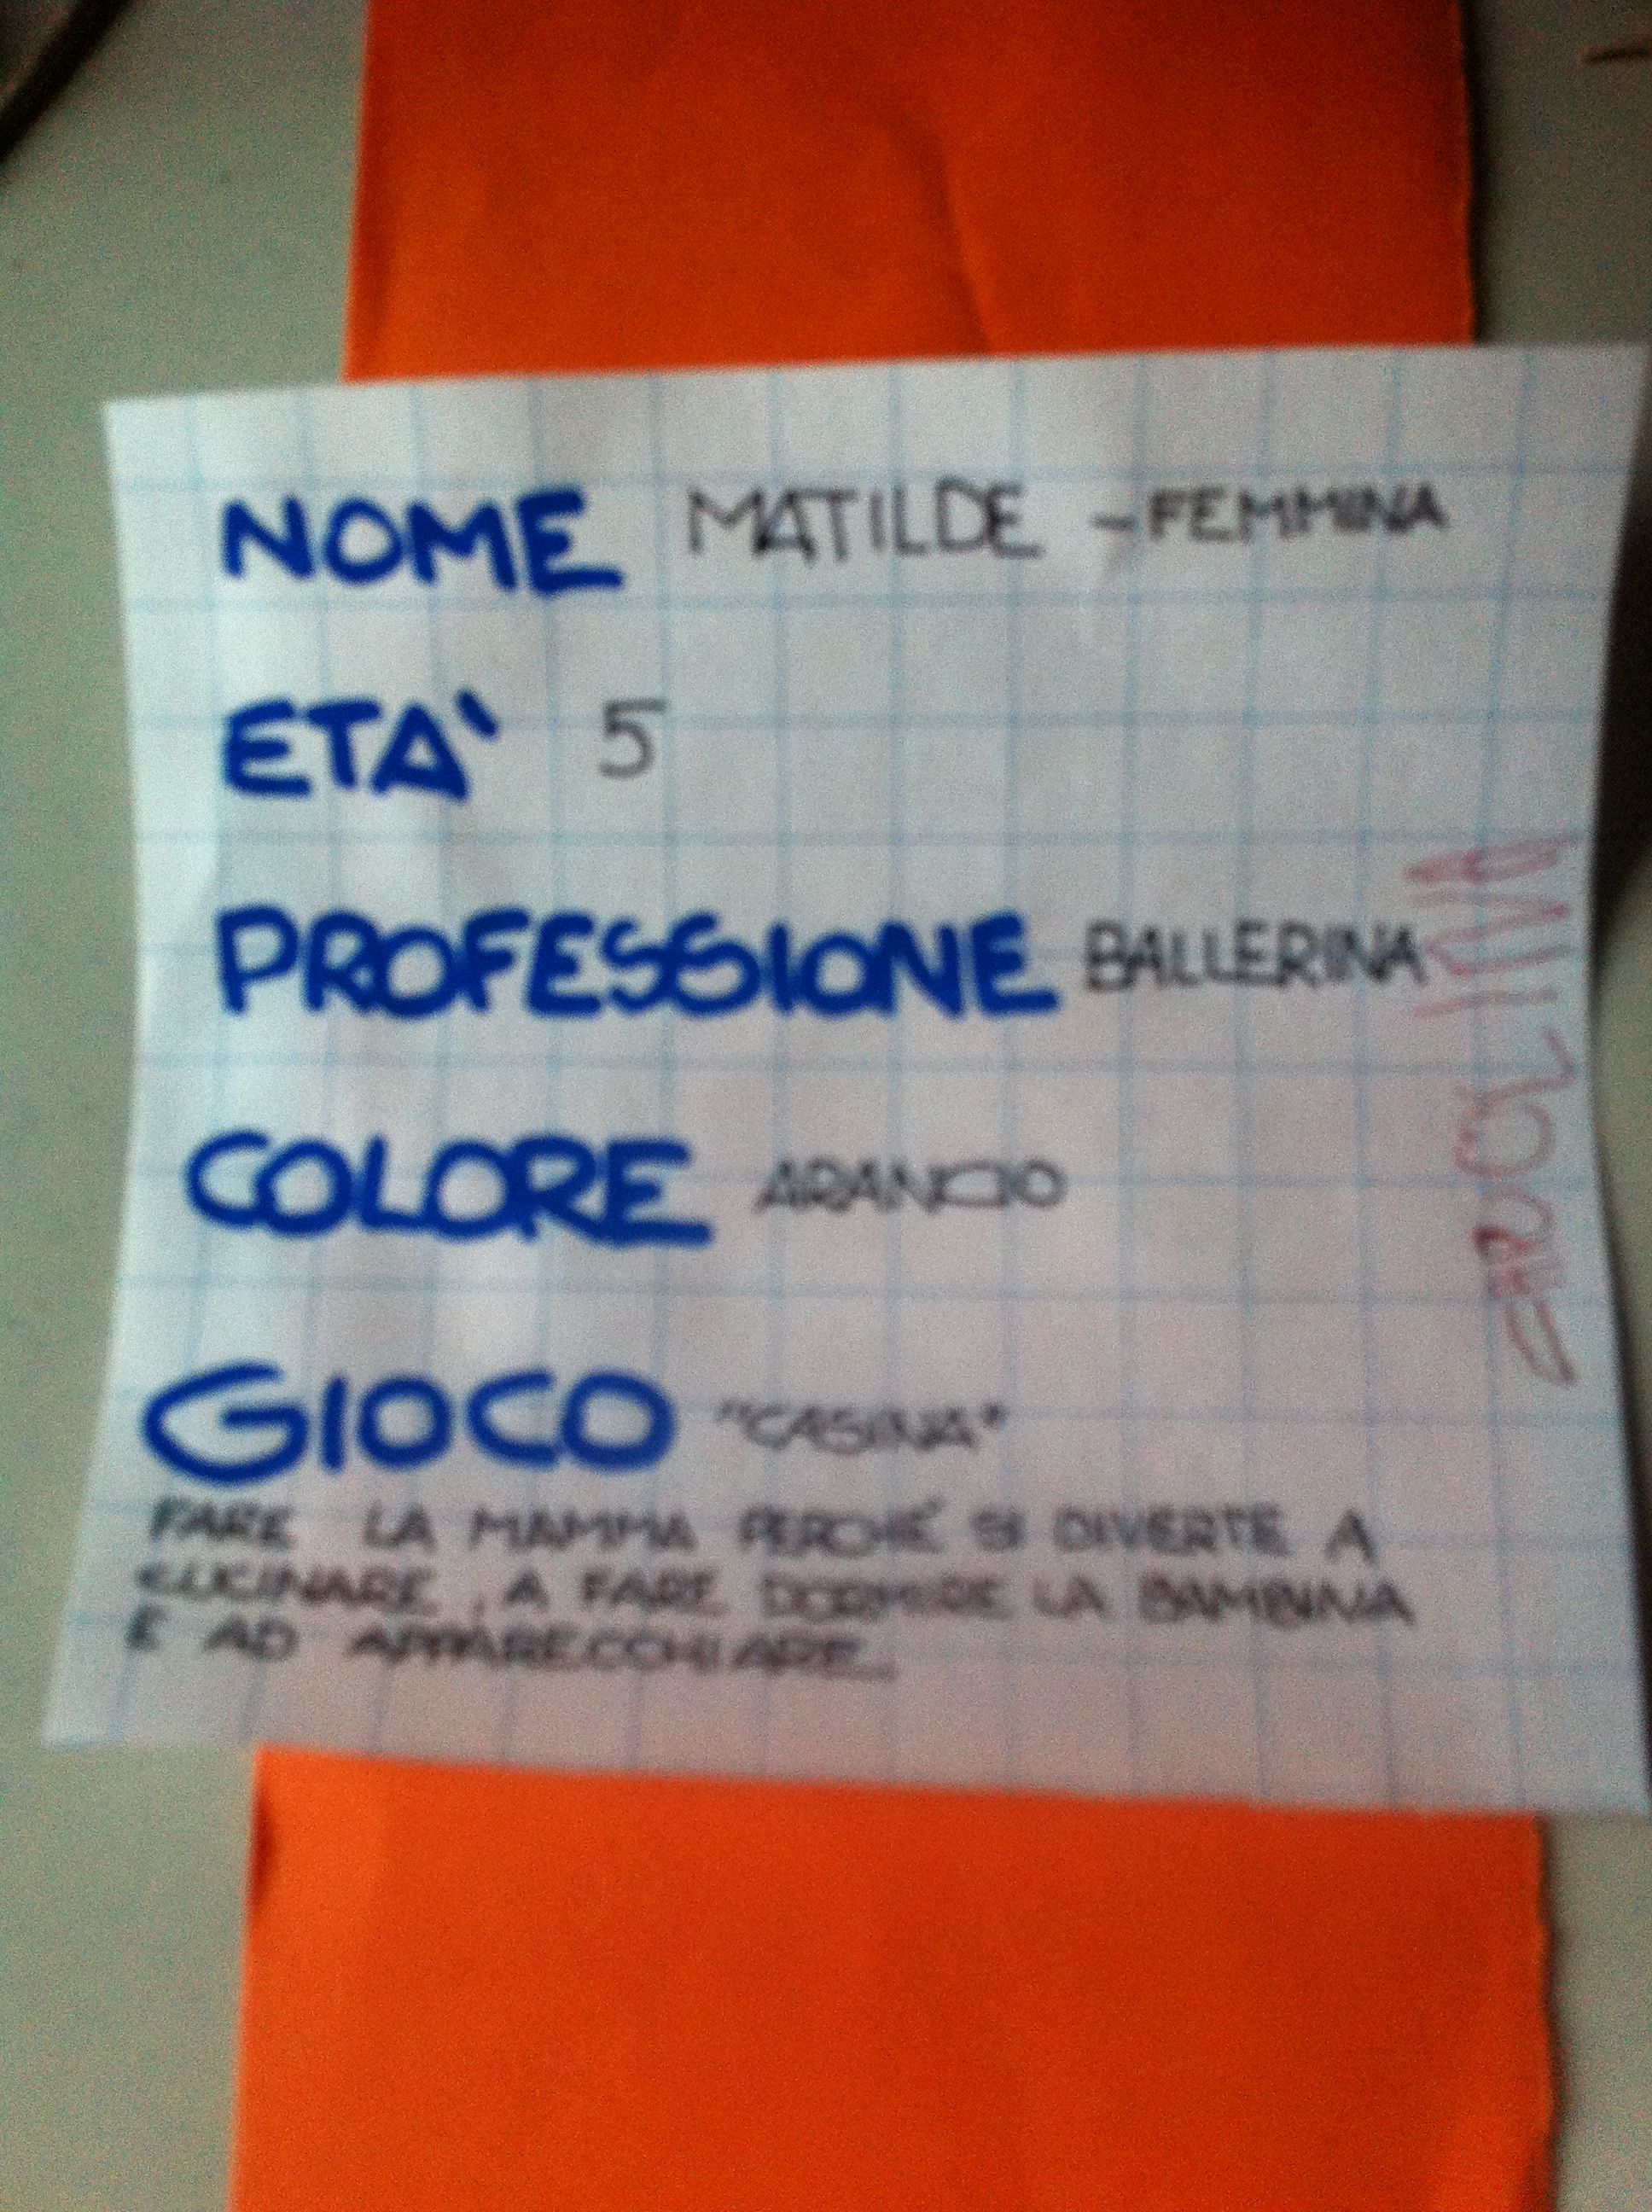 NOME MATILDE - FEMMINA
ETA' 5
PROFESSIONE BALLERINA
COLORE ARANCIO
GIOCO "CASINA"
FARE LA MAMMA PERCHÉ SI DIVERTE A
CUCINARE, A FARE DORMIRE LA BAMBINA
E AD APPARECCHIARE.